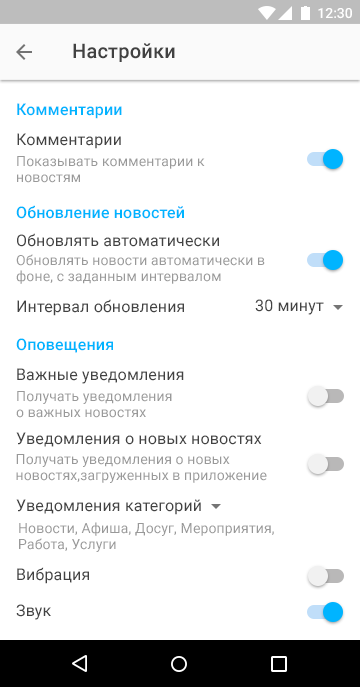 12:30
Настройки
Комментарии
Комментарии
Показывать комментарии к
новостям
Обновление новостей
Обновлять автоматически
Обновлять новости автоматически в
фоне, с заданным интервалом
Интервал обновления 30 минут
Оповещения
Важные уведомления
Получать уведомления
о важных новостях
Уведомления о новых новостях
Получать уведомления о новых
новостях,загруженных в приложение
Уведомления категорий
Новости, Афиша, Досуг, Мероприятия,
Работа, Услуги
Вибрация
Звук